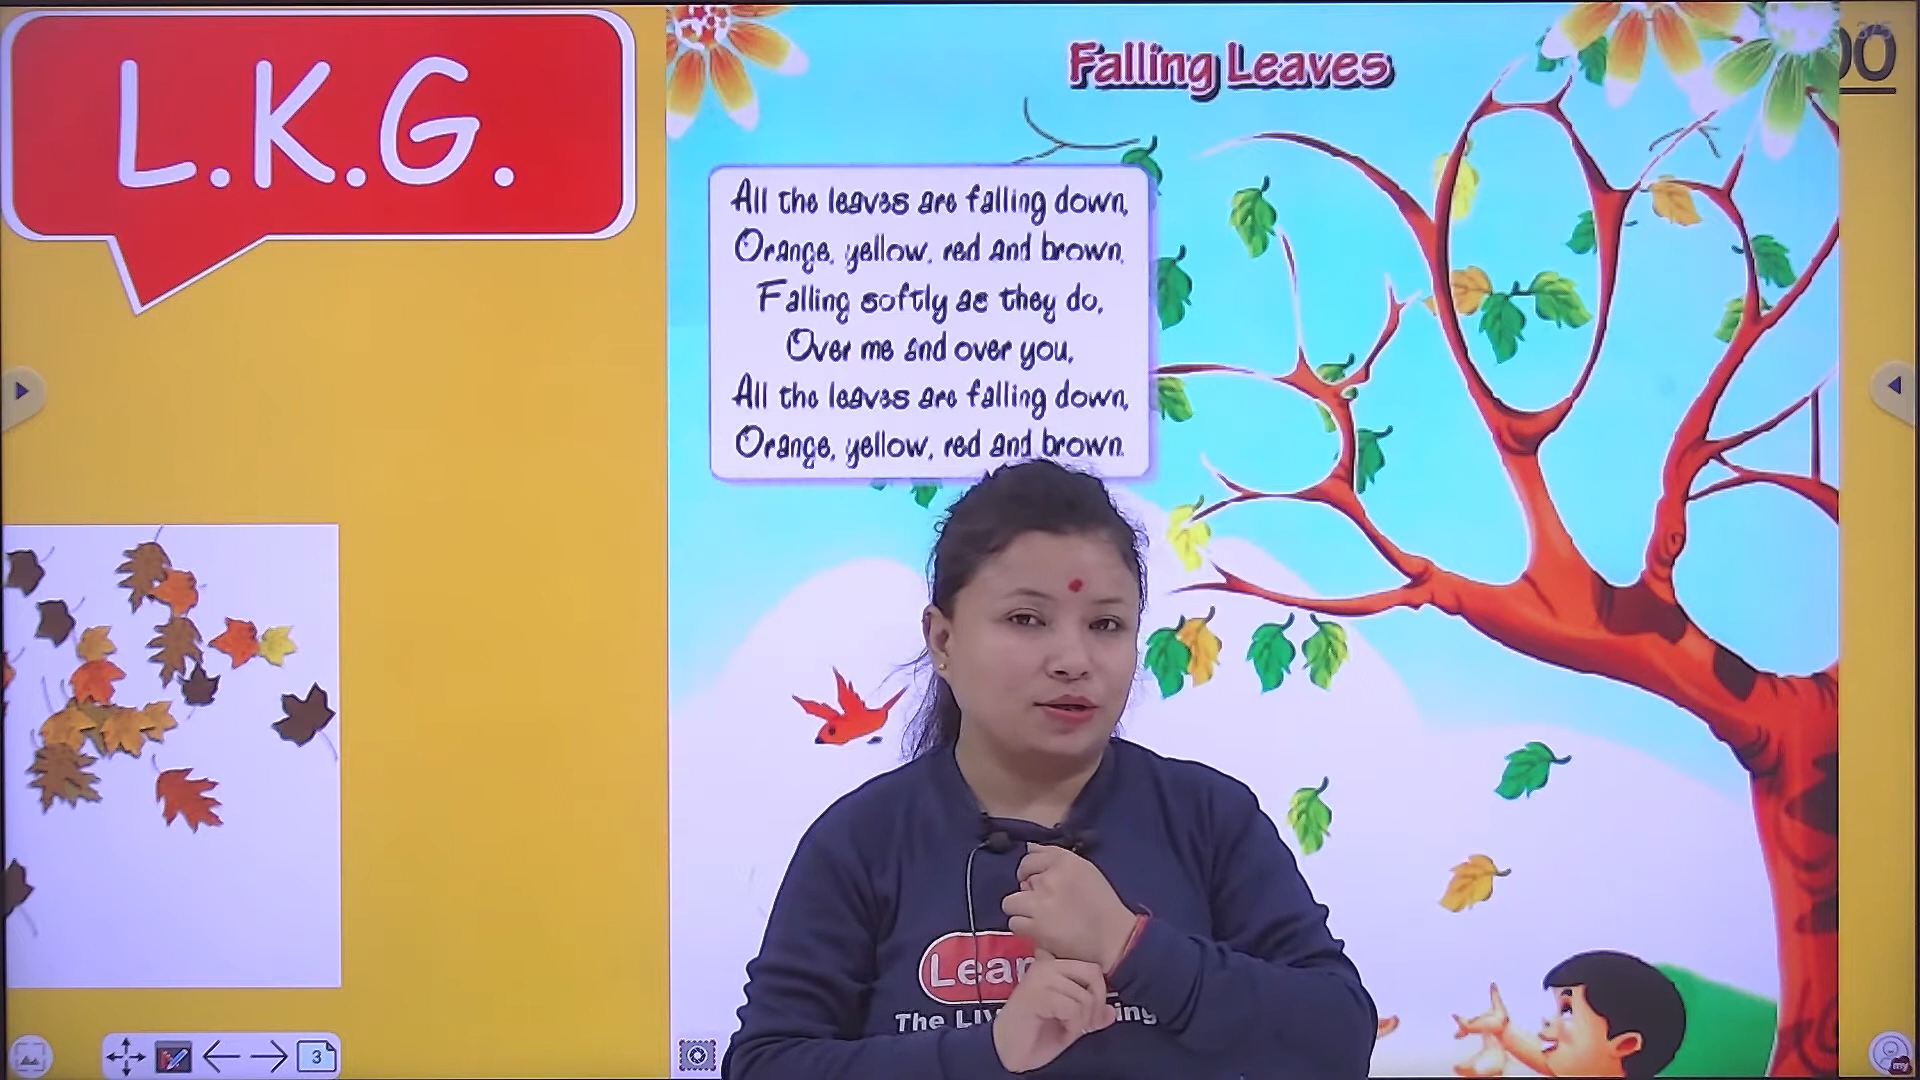 L.K.G.
Falling Leaves
All the leaves are falling down,
Orange, yellow, red and brown,
Falling softly as they do,
Over me and over you,
All the leaves are falling down,
Orange, yellow, red and brown.
The
3